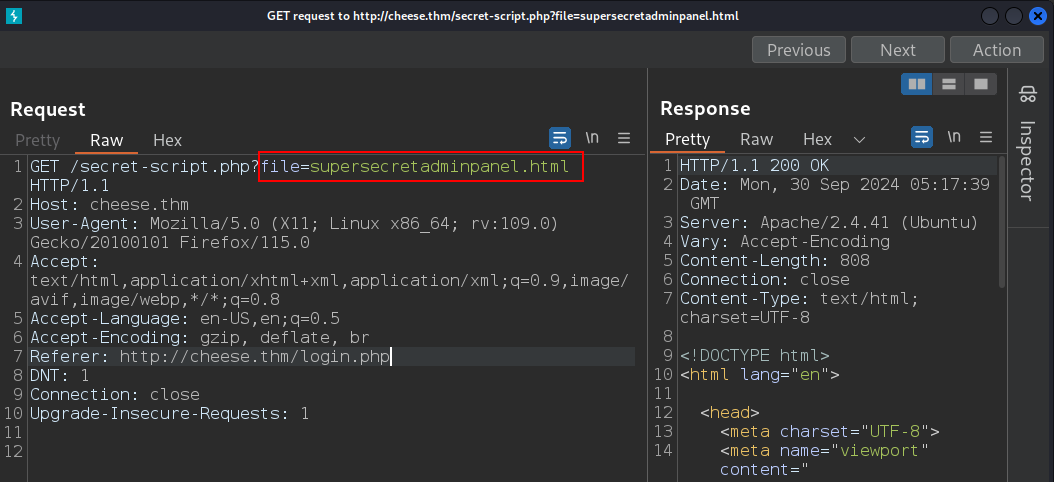 GET request to http://cheese.thm/secret-script.php?file=supersecretadminpanel.html
Previous Next Action
Request
Pretty Raw Hex \n
1 GET /secret-script.php?file=supersecretadminpanel.html
HTTP/1.1
2 Host: cheese.thm
3 User-Agent: Mozilla/5.0 (X11; Linux x86_64; rv:109.0)
Gecko/20100101 Firefox/115.0
4 Accept:
text/html,application/xhtml+xml,application/xml;q=0.9,image/
avif,image/webp,*/*;q=0.8
5 Accept-Language: en-US,en;q=0.5
6 Accept-Encoding: gzip, deflate, br
7 Referer: http://cheese.thm/login.php
8 DNT: 1
9 Connection: close
10 Upgrade-Insecure-Requests: 1
11
12
Response
Pretty Raw Hex \n
1 HTTP/1.1 200 OK
2 Date: Mon, 30 Sep 2024 05:17:39
GMT
3 Server: Apache/2.4.41 (Ubuntu)
4 Vary: Accept-Encoding
5 Content-Length: 808
6 Connection: close
7 Content-Type: text/html;
charset=UTF-8
8
9 <!DOCTYPE html>
10 <html lang="en">
11
12 <head>
13 <meta charset="UTF-8">
14 <meta name="viewport"
content="
Inspector